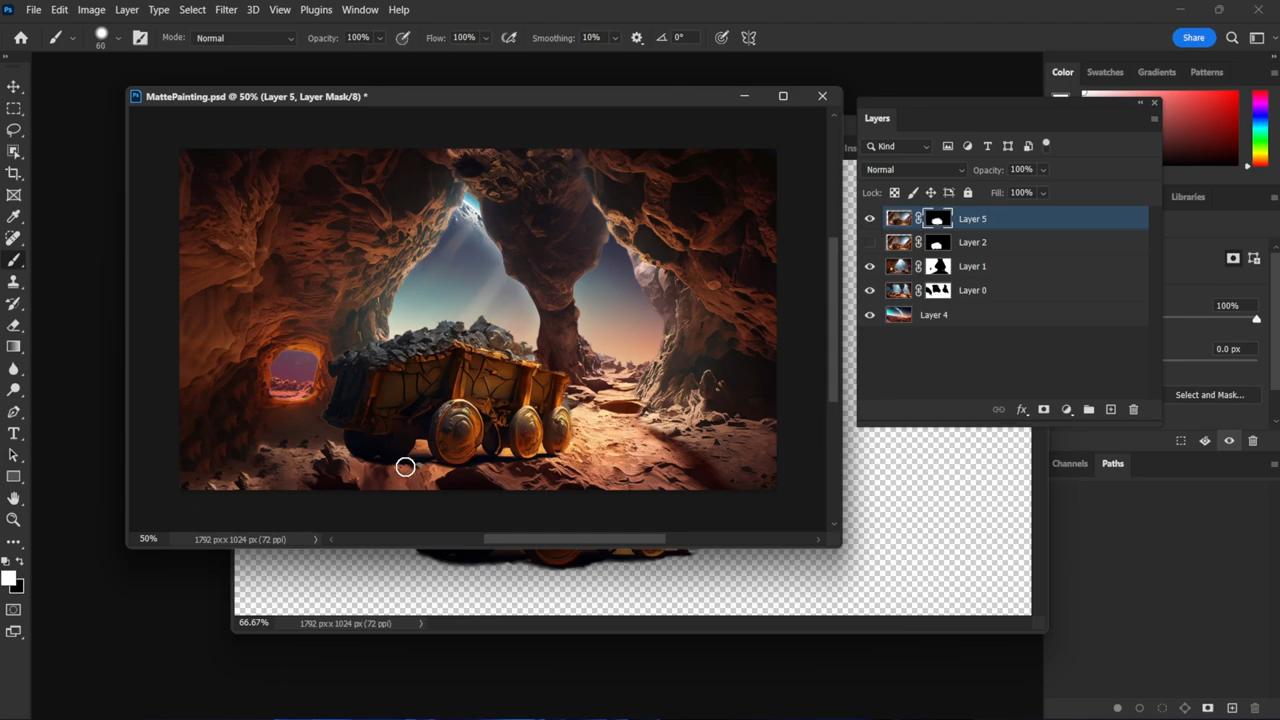 Ps File Edit Image Layer Type Select Filter 3D View Plugins Window Help
60 Mode: Normal Opacity: 100% Flow: 100% Smoothing: 10% 0° Share
Color Swatches Gradients Patterns
MattePainting.psd @ 50% (Layer 5, Layer Mask/8) *
Layers
Kind
Ins
Normal Opacity: 100%
Lock: Fill: 100%
Libraries
Layer 5
Layer 2
Layer 1
Layer 0
Layer 4
100%
0.0 px
Select and Mask...
Channels Paths
50% 1792 px x 1024 px (72 ppi)
66.67% 1792 px x 1024 px (72 ppi)